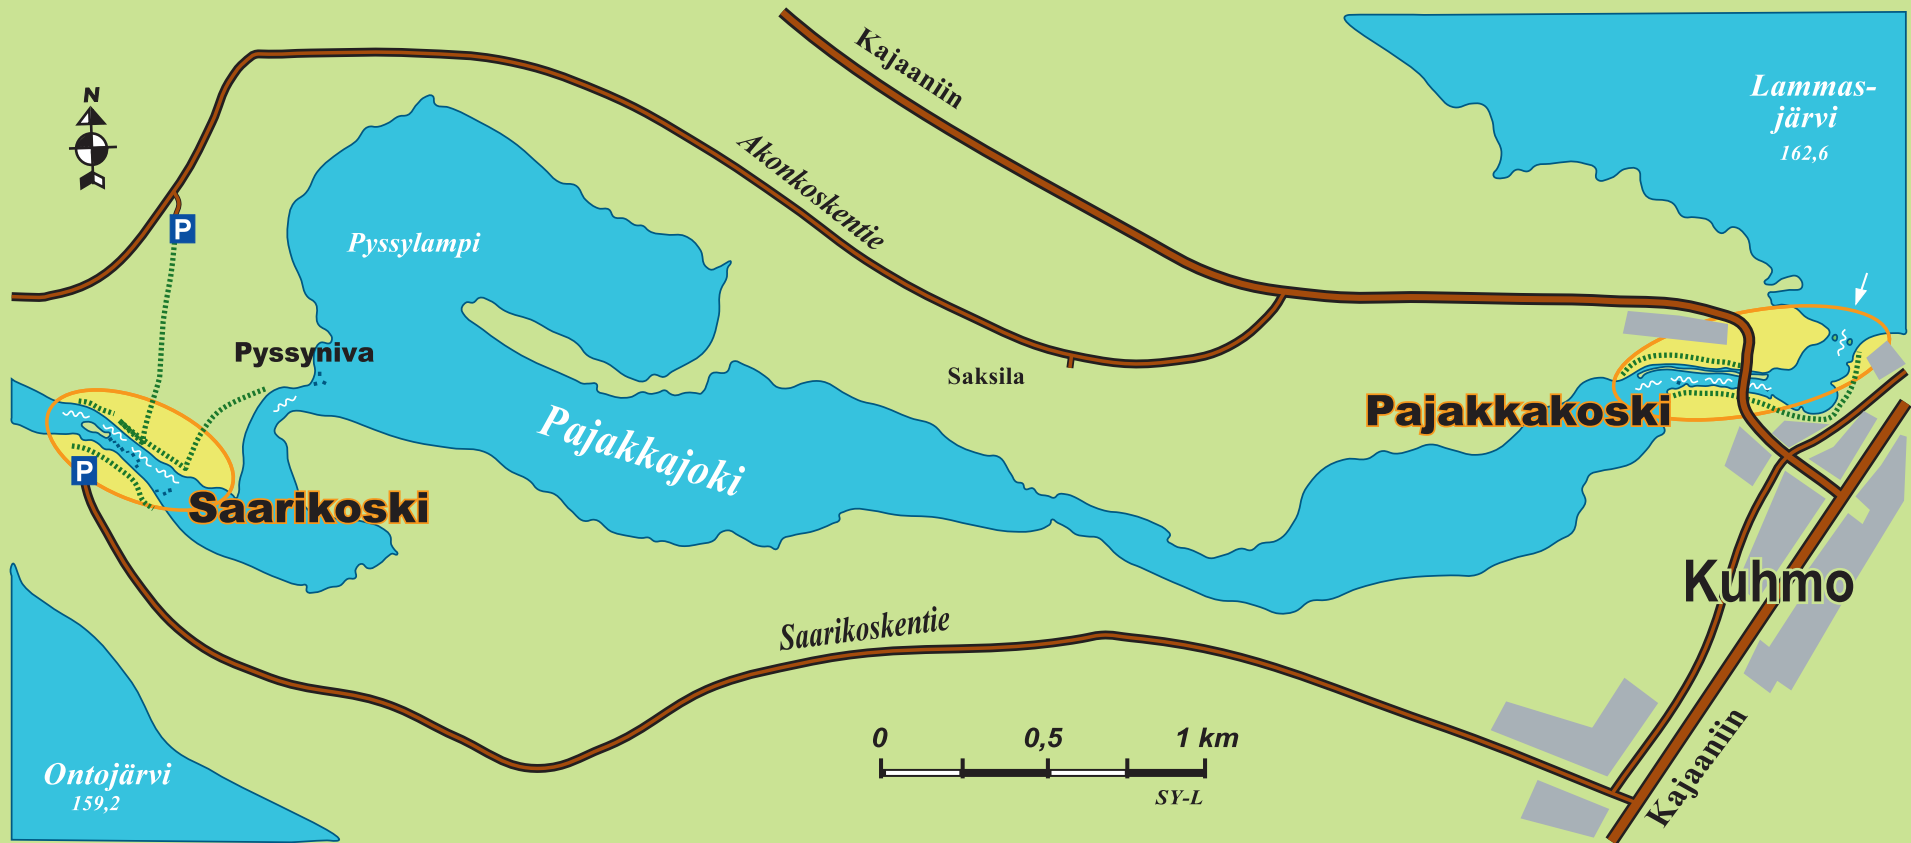 Kajaaniin
Lammas-
järvi
162,6
N
Akonkoskentie
P
Pyssylampi
Pyssyniva
Saksila
Pajakkakoski
Pajakkajoki
P
Saarikoski
Kuhmo
Saarikoskentie
0 0,5 1 km
SY-L
Kajaaniin
Ontojärvi
159,2